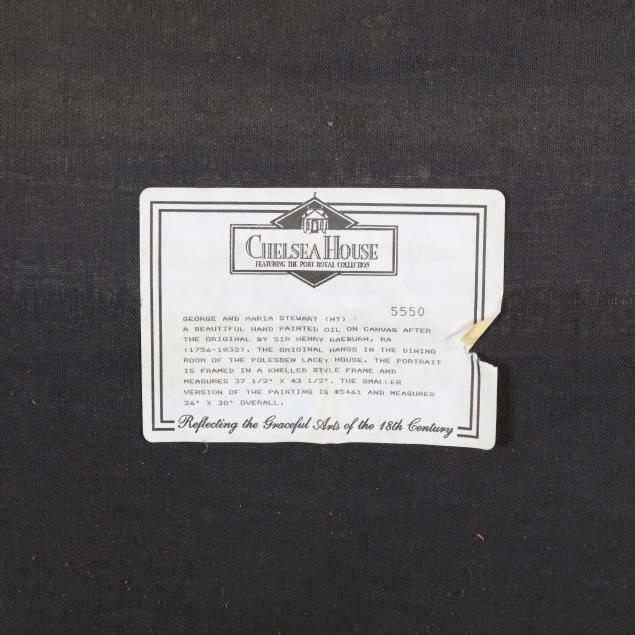 CHELSEA HOUSE
FEATURING THE PORT ROYAL COLLECTION
5550
GEORGE AND MARIA STEWART (NT)
A BEAUTIFUL HAND PAINTED OIL ON CANVAS AFTER
THE ORIGINAL BY SIR HENRY RAEBURN, RA
(1756-1832). THE ORIGINAL HANGS IN THE DINING
ROOM OF THE POLESDEN LACEY HOUSE. THE PORTRAIT
IS FRAMED IN A KNELLER STYLE FRAME AND
MEASURES 37 1/2" X 43 1/2". THE SMALLER
VERSION OF THE PAINTING IS #5461 AND MEASURES
26" X 30" OVERALL.
Reflecting the Graceful Arts of the 18th Century